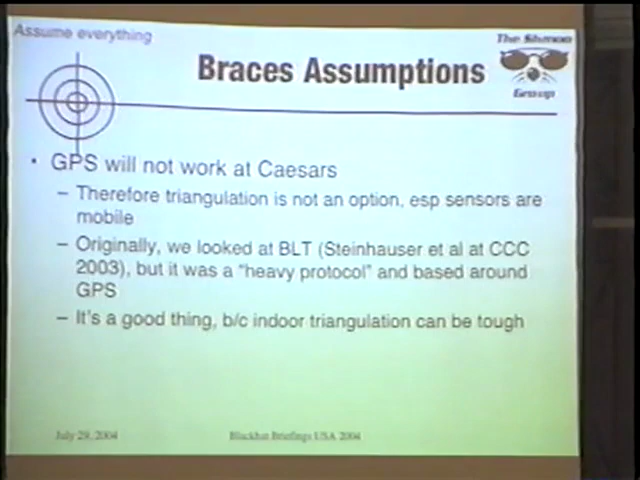 Assume everything
The Shmoo
Group
Braces Assumptions
• GPS will not work at Caesars
– Therefore triangulation is not an option, esp sensors are
mobile
– Originally, we looked at BLT (Steinhauser et al at CCC
2003), but it was a "heavy protocol" and based around
GPS
– It's a good thing, b/c indoor triangulation can be tough
July 29, 2004
Blackhat Briefings USA 2004